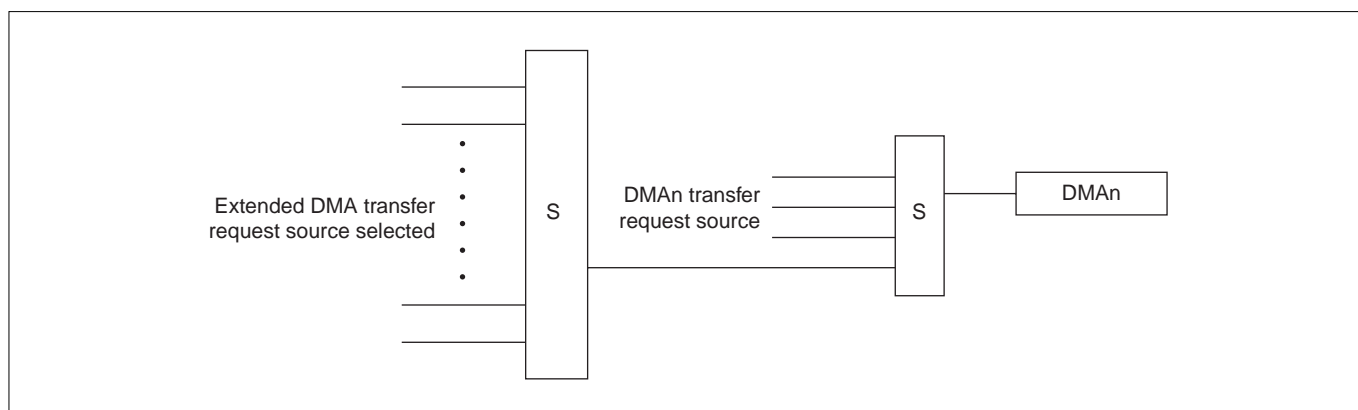 Extended DMA transfer
request source selected
S
DMAn transfer
request source
S
DMAn